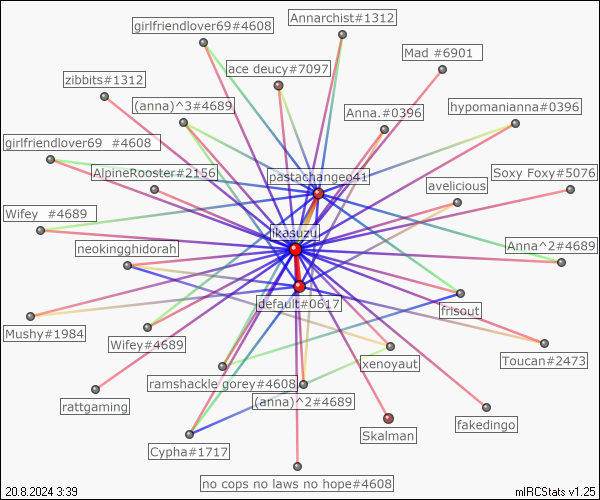 girlfriendlover69#4608
Annarchist#1312
Mad #6901
ace deucy#7097
zibbits#1312
(anna)^3#4689
Anna.#0396
hypomanianna#0396
girlfriendlover69 #4608
AlpineRooster#2156
pastachangeo41
avelicious
Soxy Foxy#5076
Wifey #4689
likasuzu
neokingghidorah
Anna^2#4689
default#0617
frisout
Mushy#1984
Wifey#4689
xenoyaut
Toucan#2473
ramshackle gorey#4608
rattgaming
(anna)^2#4689
fakedingo
Skalman
Cypha#1717
no cops no laws no hope#4608
20.8.2024 3:39
mIRCStats v1.25